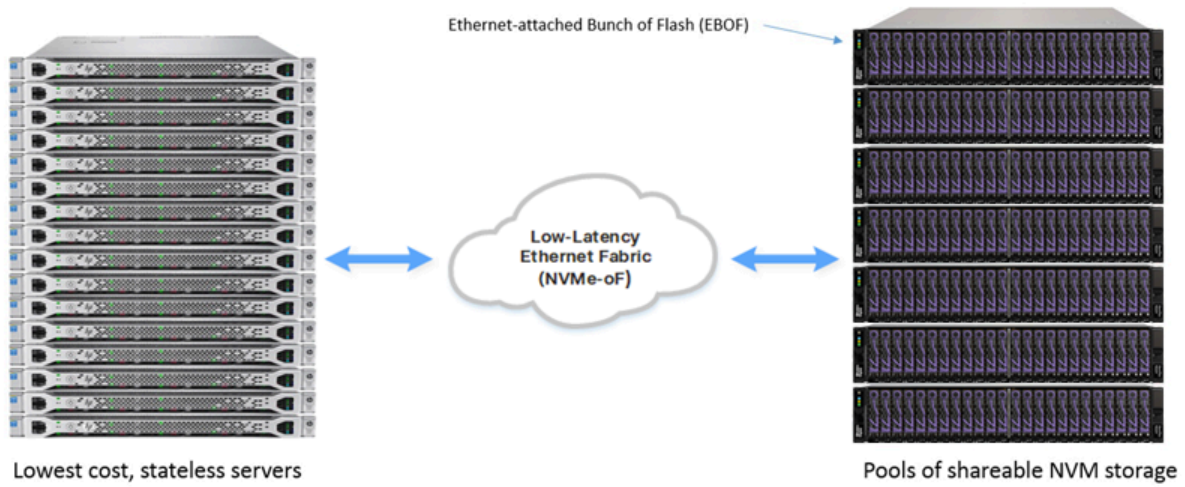 Ethernet-attached Bunch of Flash (EBOF)
Low-Latency
Ethernet Fabric
(NVMe-oF)
Lowest cost, stateless servers
Pools of shareable NVM storage